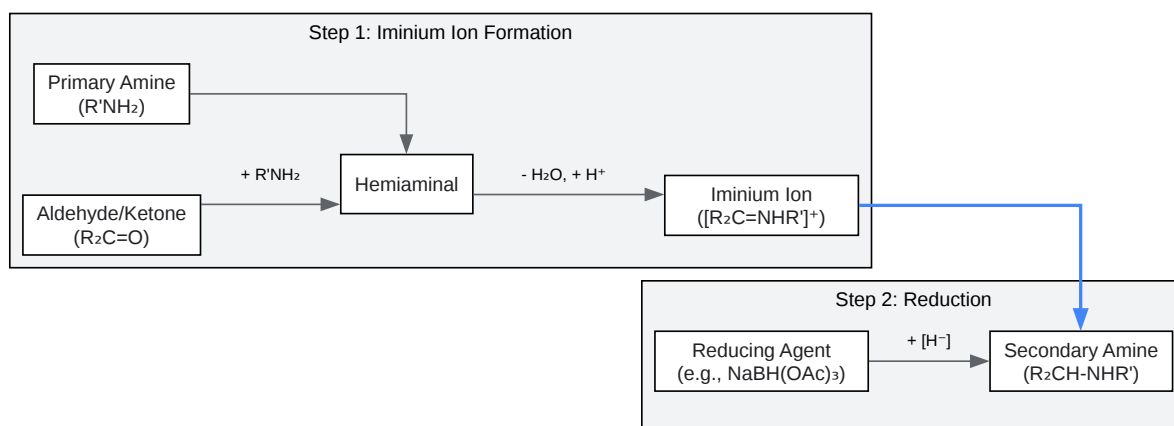 Step 1: Iminium Ion Formation
Primary Amine
(R'NH₂)
+ R'NH₂
Hemiaminal
- H₂O, + H⁺
Aldehyde/Ketone
(R₂C=O)
Iminium Ion
([R₂C=NHR']⁺)
Step 2: Reduction
Reducing Agent
(e.g., NaBH(OAc)₃)
+ [H⁻]
Secondary Amine
(R₂CH-NHR')